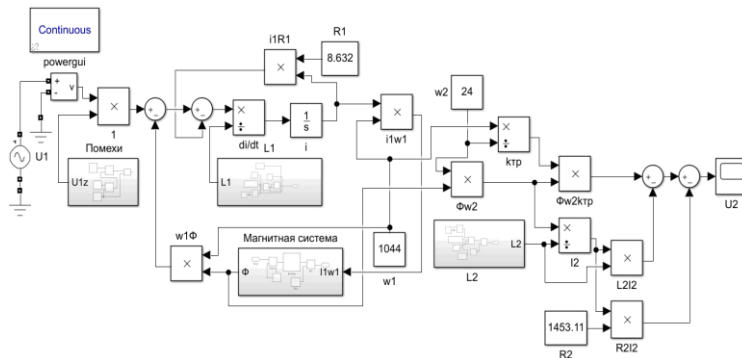 Continuous
powergui
v
U1
Помехи
U1z
1
i1R1
R1
8.632
di/dt
L1
1
s
i
L1
i1w1
w2
24
kтр
Фw2
Фw2kтр
U2
w1Ф
Магнитная система
Ф
I1w1
1044
w1
L2
L2
I2
L2I2
1453.11
R2
R2I2